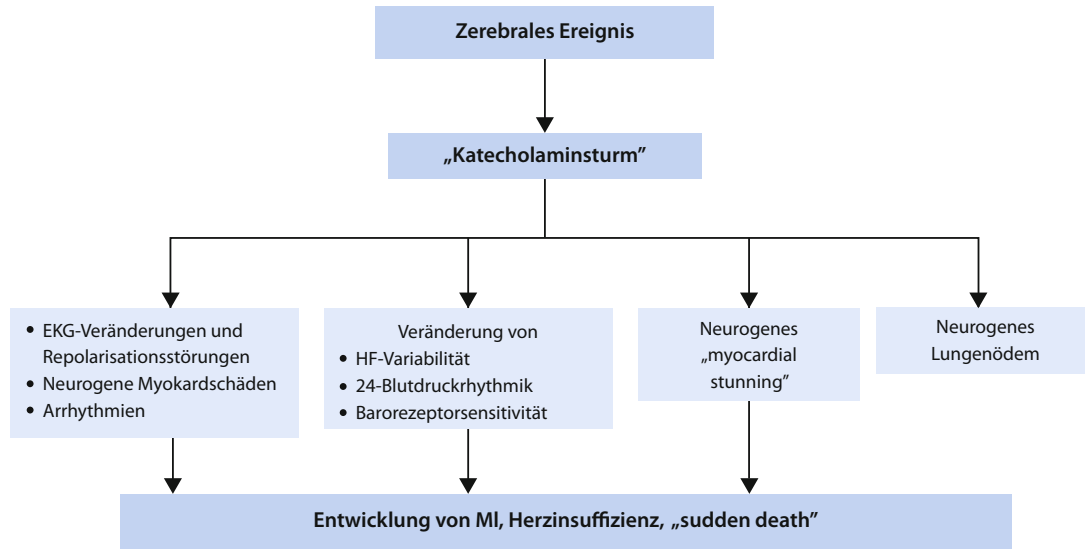 Zerebrales Ereignis
„Katecholaminsturm”
• EKG-Veränderungen und
Repolarisationsstörungen
• Neurogene Myokardschäden
• Arrhythmien
Veränderung von
• HF-Variabilität
• 24-Blutdruckrhythmik
• Barorezeptorsensitivität
Neurogenes
„myocardial
stunning”
Neurogenes
Lungenödem
Entwicklung von MI, Herzinsuffizienz, „sudden death”